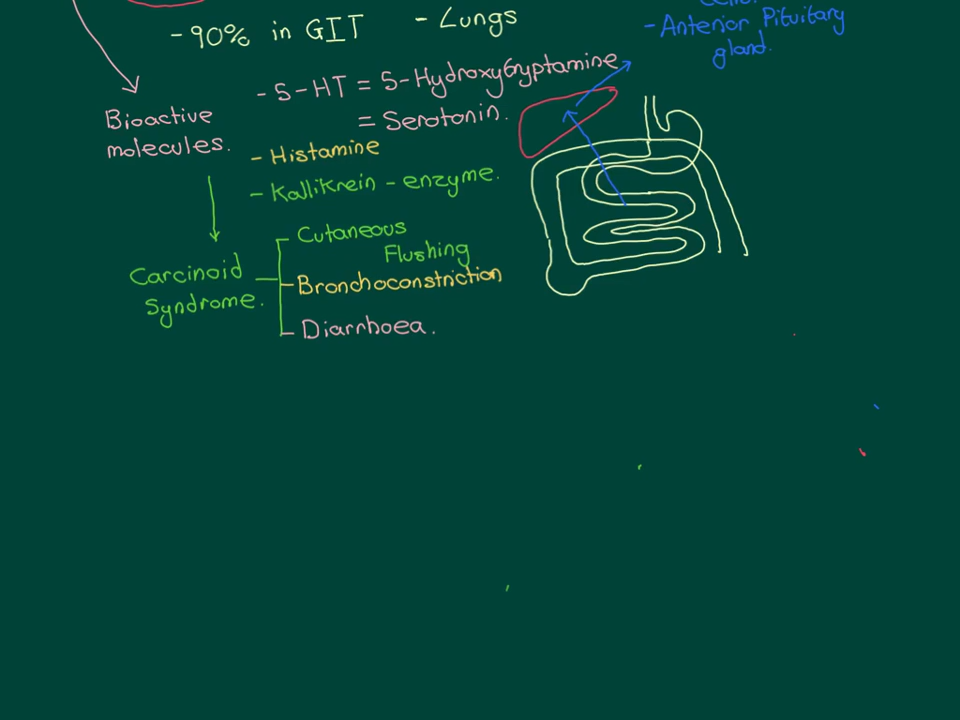 - 90% in GIT - Lungs
- Anterior Pituitary
gland.
- 5-HT = 5-Hydroxytryptamine
= Serotonin.
Bioactive
molecules.
- Histamine
- Kallikrein - enzyme.
Carcinoid
Syndrome.
Cutaneous
Flushing
Bronchoconstriction
Diarrhoea.